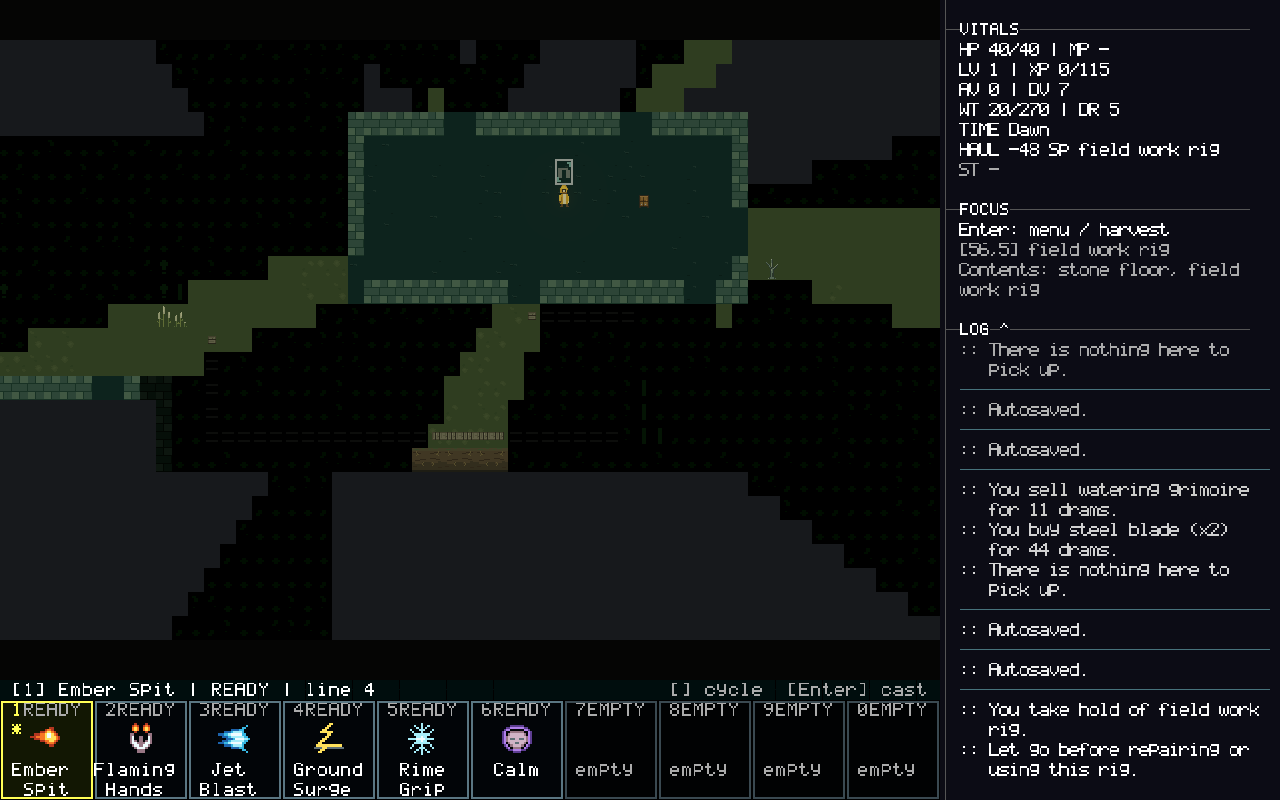 VITALS
HP 40/40 | MP -
LV 1 | XP 0/115
AV 0 | DV 7
WT 20/270 | DR 5
TIME Dawn
HAUL -48 SP field work rig
ST -
FOCUS
Enter: menu / harvest
[56,5] field work rig
Contents: stone floor, field
work rig
LOG ^
:: There is nothing here to
Pick uP.
:: Autosaved.
:: Autosaved.
:: You sell watering grimoire
for 11 drams.
:: You buy steel blade (x2)
for 44 drams.
:: There is nothing here to
Pick uP.
:: Autosaved.
:: Autosaved.
:: You take hold of field work
rig.
:: Let go before rePairing or
using this rig.
[1] Ember SPit | READY | line 4
[] cycle [Enter] cast
1READY 2READY 3READY 4READY 5READY 6READY 7EMPTY 8EMPTY 9EMPTY 0EMPTY
*
Ember Flaming Jet Ground Rime Calm emPty emPty emPty emPty
SPit Hands Blast Surge GriP